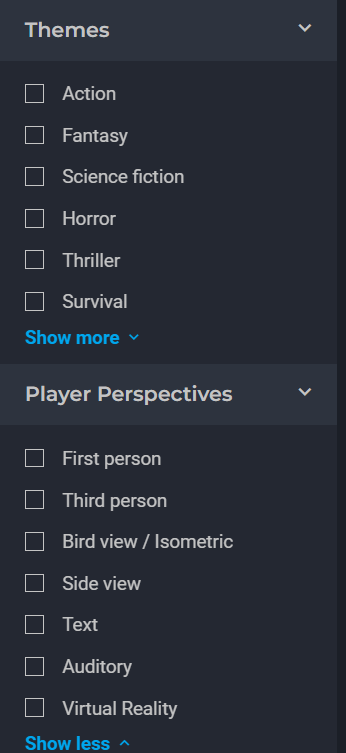 Themes
Action
Fantasy
Science fiction
Horror
Thriller
Survival
Show more
Player Perspectives
First person
Third person
Bird view / Isometric
Side view
Text
Auditory
Virtual Reality
Show less